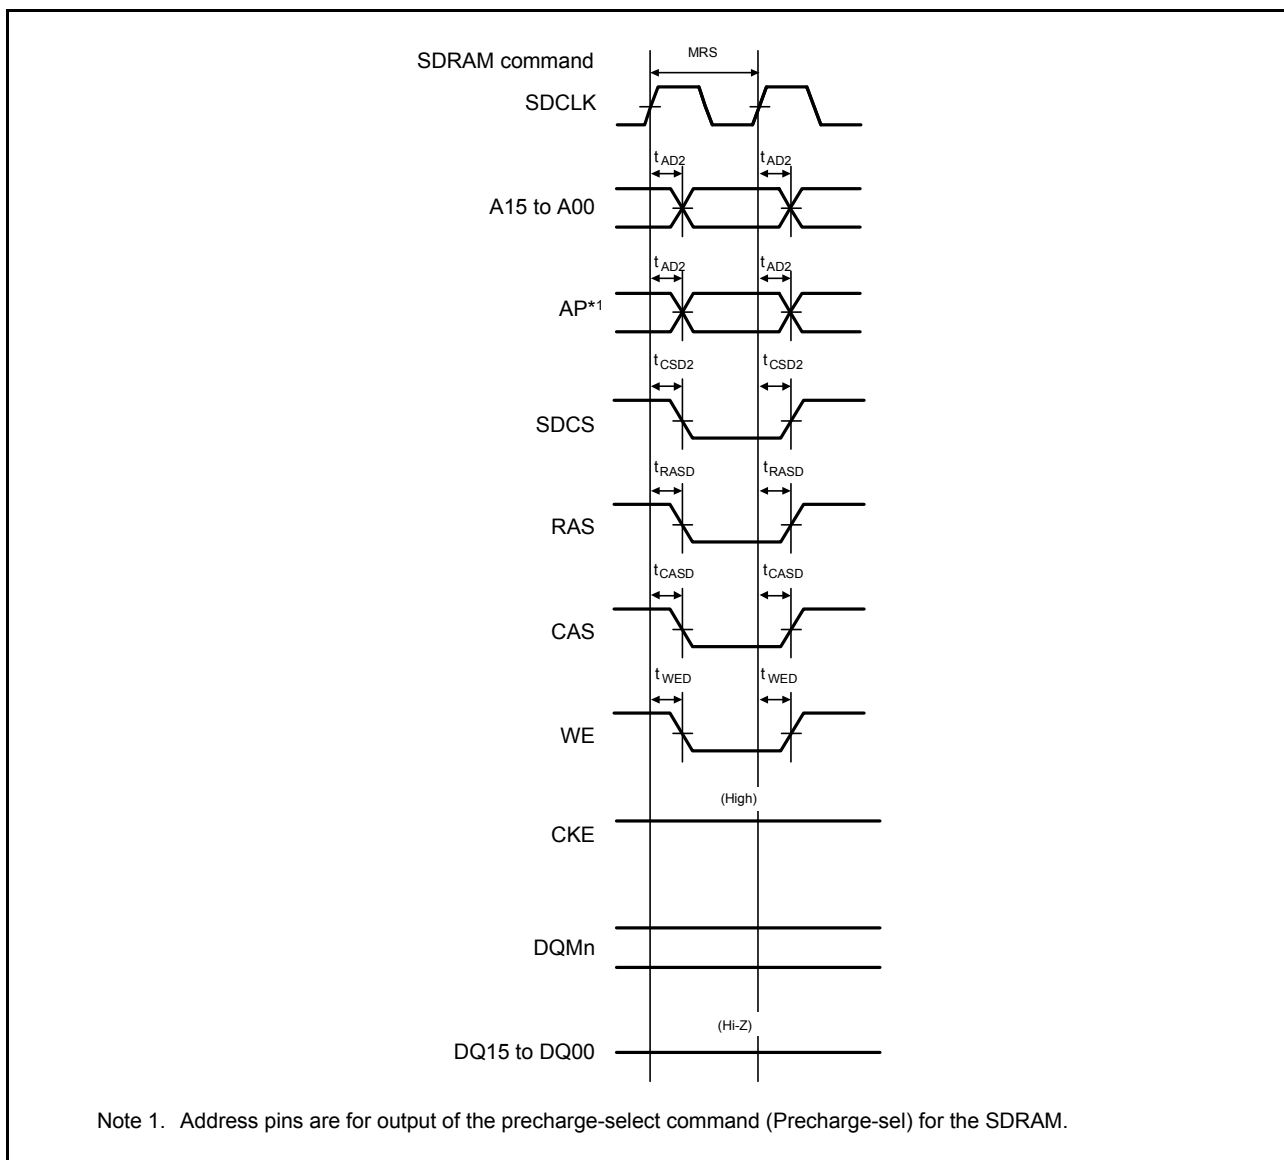 MRS
SDRAM command
SDCLK
tAD2 tAD2
A15 to A00
tAD2 tAD2
AP*1
tCSD2 tCSD2
SDCS
tRASD tRASD
RAS
tCASD tCASD
CAS
tWED tWED
WE
(High)
CKE
DQMn
(Hi-Z)
DQ15 to DQ00
Note 1. Address pins are for output of the precharge-select command (Precharge-sel) for the SDRAM.